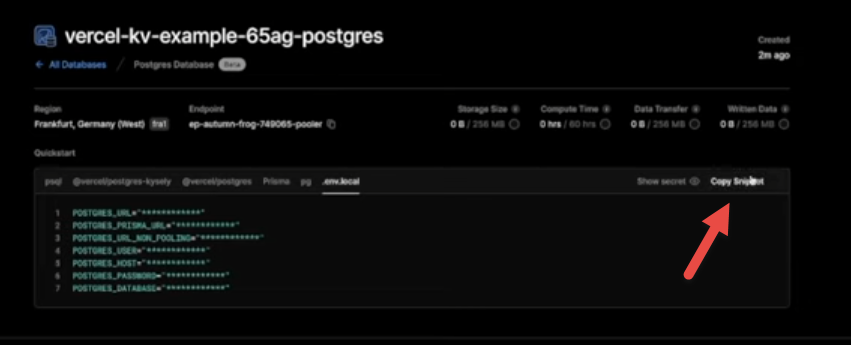 vercel-kv-example-65ag-postgres
Created
2m ago
← All Databases / Postgres Database Beta
Region
Frankfurt, Germany (West) fra1
Endpoint
ep-autumn-frog-749065-pooler
Storage Size
0 B / 256 MB
Compute Time
0 hrs / 60 hrs
Data Transfer
0 B / 256 MB
Written Data
0 B / 256 MB
Quickstart
psql @vercel/postgres-kysely @vercel/postgres Prisma pg .env.local Show secret Copy Snippet
1 POSTGRES_URL="************"
2 POSTGRES_PRISMA_URL="************"
3 POSTGRES_URL_NON_POOLING="************"
4 POSTGRES_USER="************"
5 POSTGRES_HOST="************"
6 POSTGRES_PASSWORD="************"
7 POSTGRES_DATABASE="************"